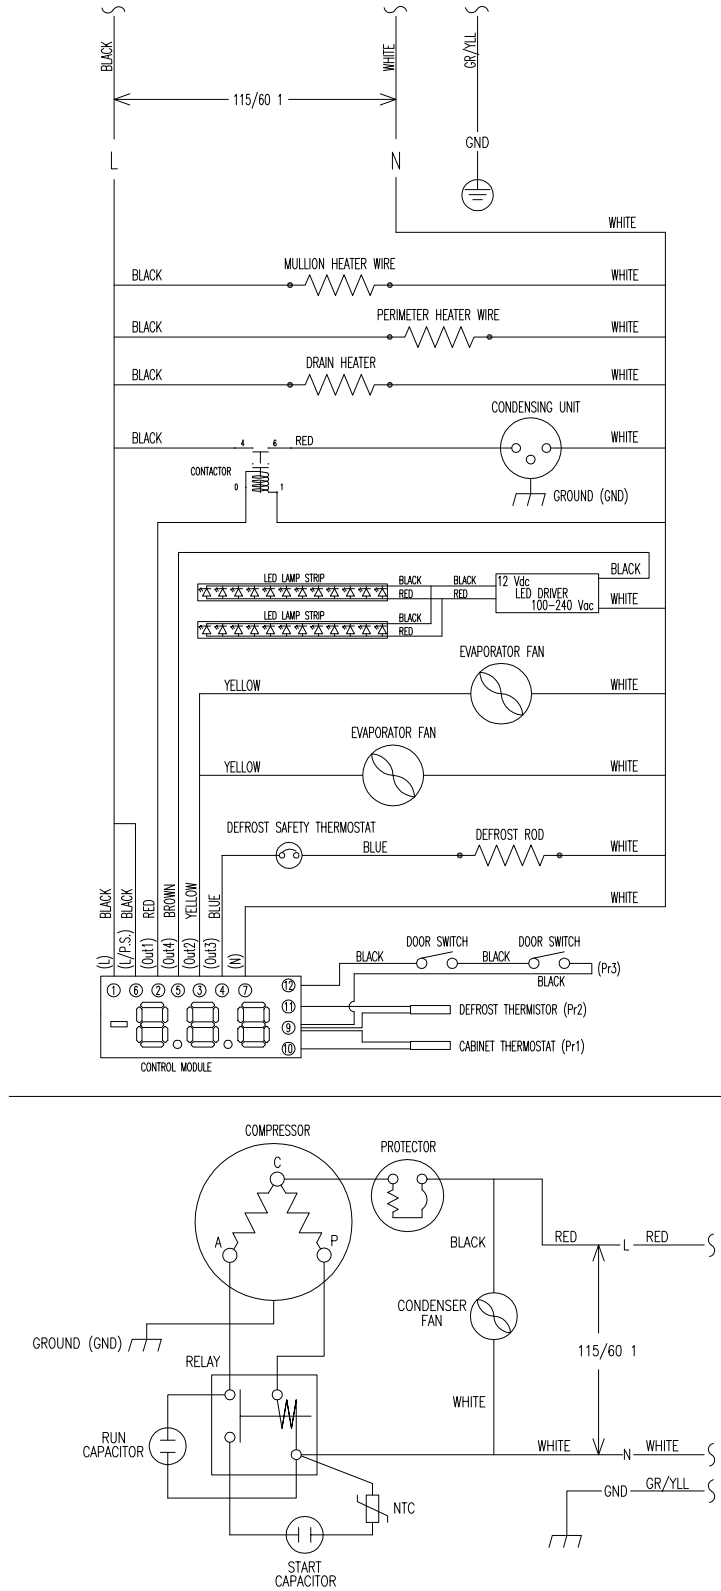 BLACK
WHITE
GR/YLL
115/60 1
GND
L
N
WHITE
MULLION HEATER WIRE
BLACK
WHITE
PERIMETER HEATER WIRE
BLACK
WHITE
DRAIN HEATER
BLACK
WHITE
CONDENSING UNIT
BLACK
4
6
RED
WHITE
CONTACTOR
0
1
GROUND (GND)
LED LAMP STRIP
BLACK
BLACK
RED
RED
12 Vdc
LED DRIVER
100-240 Vac
BLACK
WHITE
LED LAMP STRIP
BLACK
RED
EVAPORATOR FAN
YELLOW
WHITE
EVAPORATOR FAN
YELLOW
WHITE
DEFROST SAFETY THERMOSTAT
BLUE
DEFROST ROD
WHITE
WHITE
BLACK
BLACK
RED
BROWN
YELLOW
BLUE
(L)
(L/P.S.)
(Out1)
(Out4)
(Out2)
(Out3)
(N)
1
6
2
5
3
4
7
12
11
9
10
CONTROL MODULE
BLACK
DOOR SWITCH
BLACK
DOOR SWITCH
BLACK
(Pr3)
DEFROST THERMISTOR (Pr2)
CABINET THERMOSTAT (Pr1)
COMPRESSOR
PROTECTOR
C
A
P
BLACK
RED
L
RED
CONDENSER
FAN
GROUND (GND)
115/60 1
RELAY
WHITE
RUN
CAPACITOR
WHITE
N
WHITE
GND
GR/YLL
NTC
START
CAPACITOR